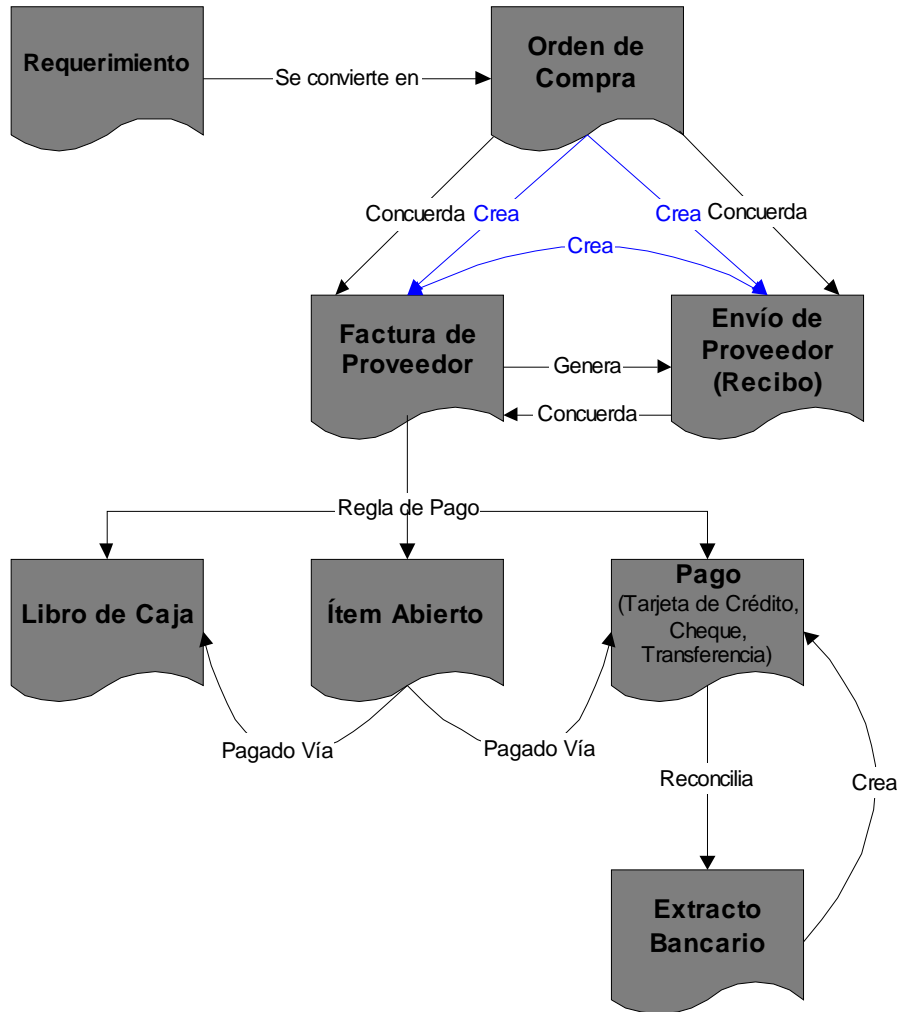 Requerimiento
Se convierte en
Orden de
Compra
Concuerda
Crea
Crea
Concuerda
Crea
Factura de
Proveedor
Envío de
Proveedor
(Recibo)
Genera
Concuerda
Regla de Pago
Libro de Caja
Ítem Abierto
Pago
(Tarjeta de Crédito,
Cheque,
Transferencia)
Pagado Vía
Pagado Vía
Reconcilia
Crea
Extracto
Bancario